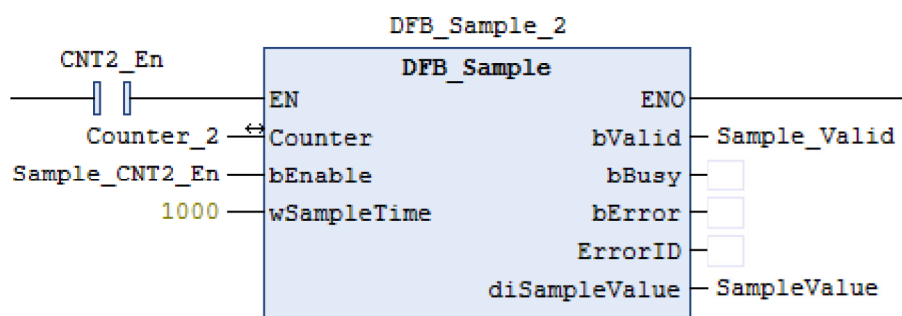 DFB_Sample_2
CNT2_En
DFB_Sample
EN ENO
Counter_2 Counter bValid Sample_Valid
Sample_CNT2_En bEnable bBusy
1000 wSampleTime bError
ErrorID
diSampleValue SampleValue